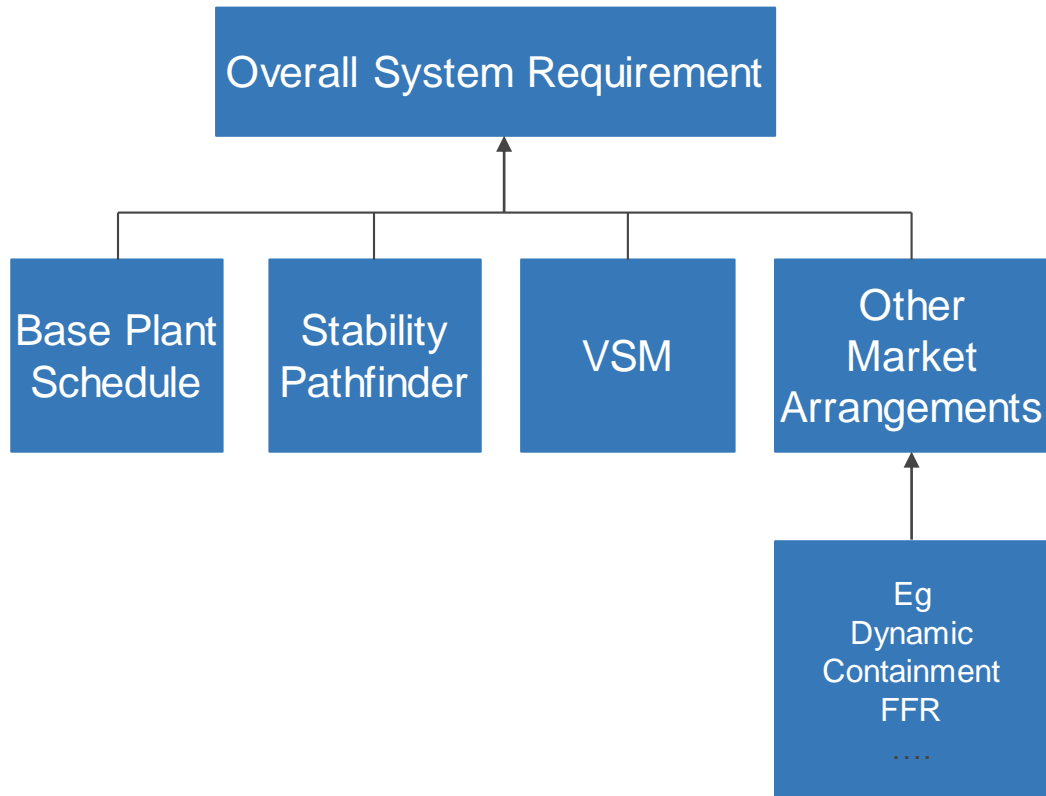 Overall System Requirement
Base Plant
Schedule
Stability
Pathfinder
VSM
Other
Market
Arrangements
Eg
Dynamic
Containment
FFR
....